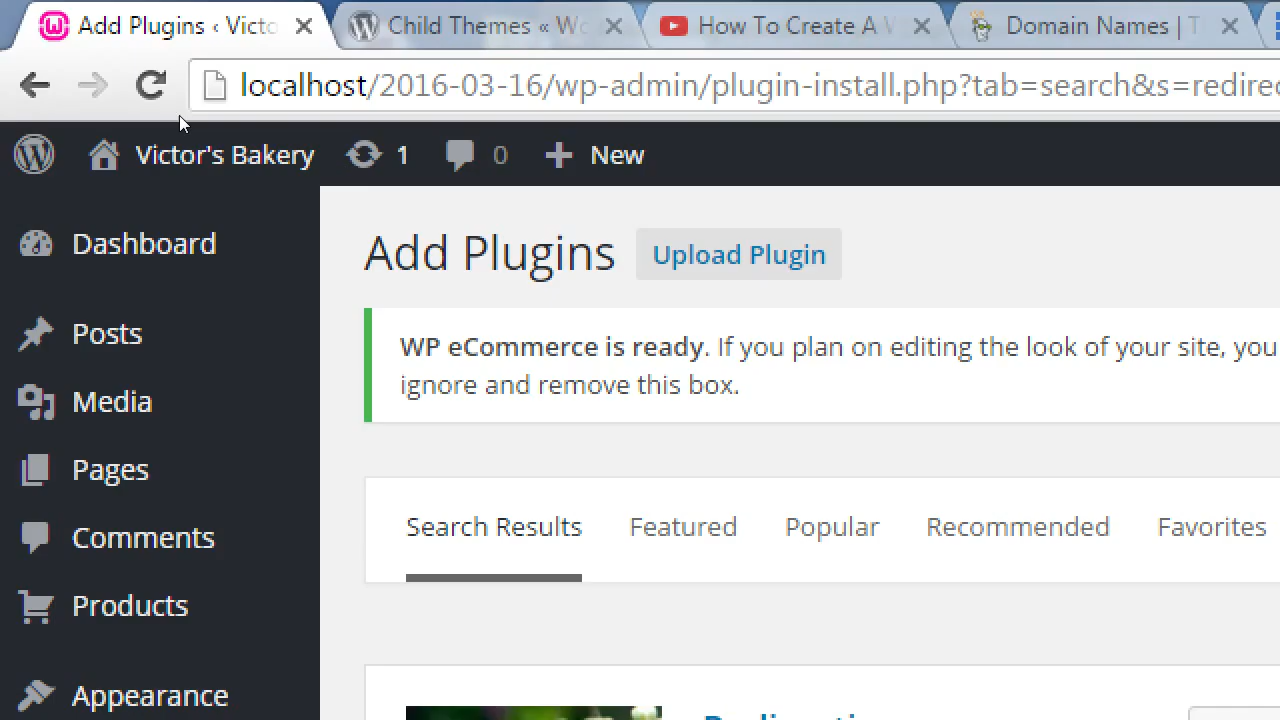 Add Plugins ‹ Victo
Child Themes « Wo
How To Create A W
Domain Names | T
localhost/2016-03-16/wp-admin/plugin-install.php?tab=search&s=redirec
Victor's Bakery
1
0
New
Dashboard
Posts
Media
Pages
Comments
Products
Appearance
Add Plugins
Upload Plugin
WP eCommerce is ready. If you plan on editing the look of your site, you
ignore and remove this box.
Search Results
Featured
Popular
Recommended
Favorites